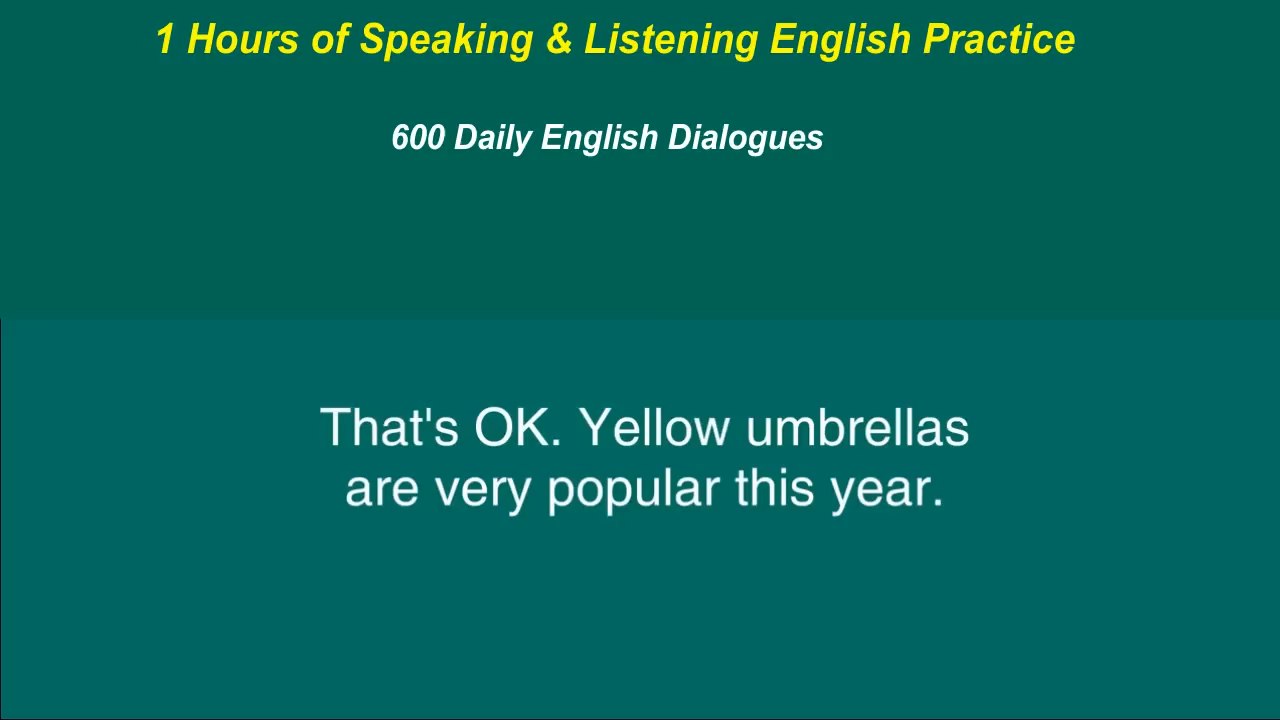 1 Hours of Speaking & Listening English Practice
600 Daily English Dialogues
That's OK. Yellow umbrellas
are very popular this year.